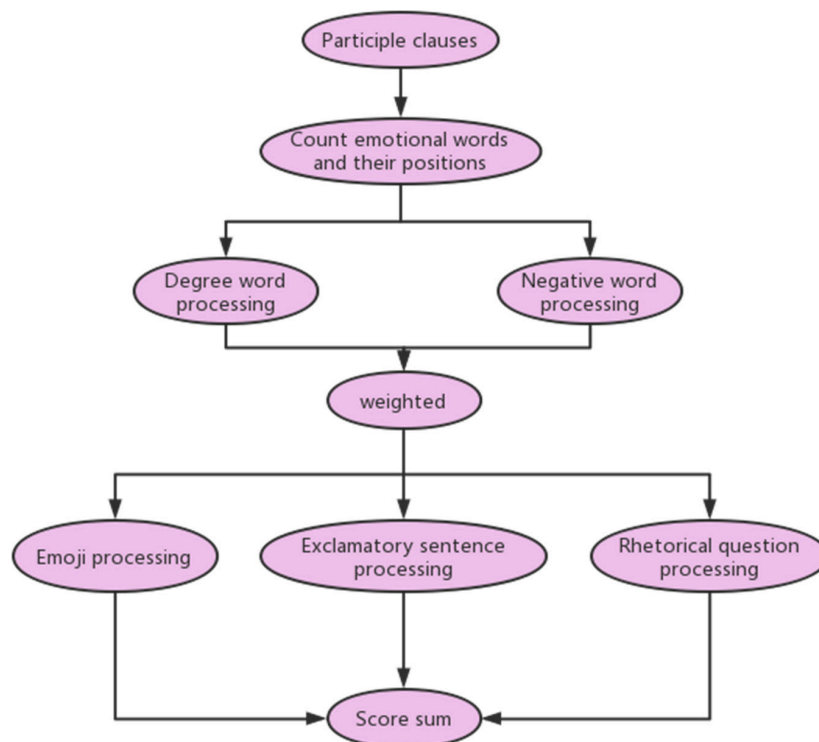 Participle clauses
Count emotional words
and their positions
Degree word
processing
Negative word
processing
weighted
Emoji processing
Exclamatory sentence
processing
Rhetorical question
processing
Score sum